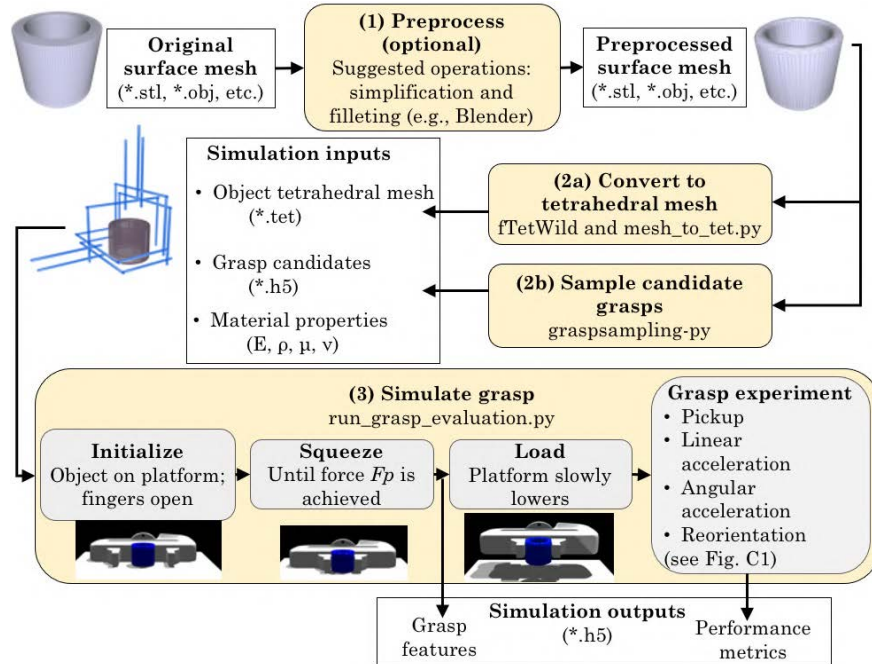 Original
surface mesh
(*.stl, *.obj, etc.)
(1) Preprocess
(optional)
Suggested operations:
simplification and
filleting (e.g., Blender)
Preprocessed
surface mesh
(*.stl, *.obj, etc.)
Simulation inputs
• Object tetrahedral mesh
(*.tet)
• Grasp candidates
(*.h5)
• Material properties
(E, ρ, μ, ν)
(2a) Convert to
tetrahedral mesh
fTetWild and mesh_to_tet.py
(2b) Sample candidate
grasps
graspsampling-py
(3) Simulate grasp
run_grasp_evaluation.py
Initialize
Object on platform;
fingers open
Squeeze
Until force Fp is
achieved
Load
Platform slowly
lowers
Grasp experiment
• Pickup
• Linear
acceleration
• Angular
acceleration
• Reorientation
(see Fig. C1)
Simulation outputs
(*.h5)
Grasp
features
Performance
metrics